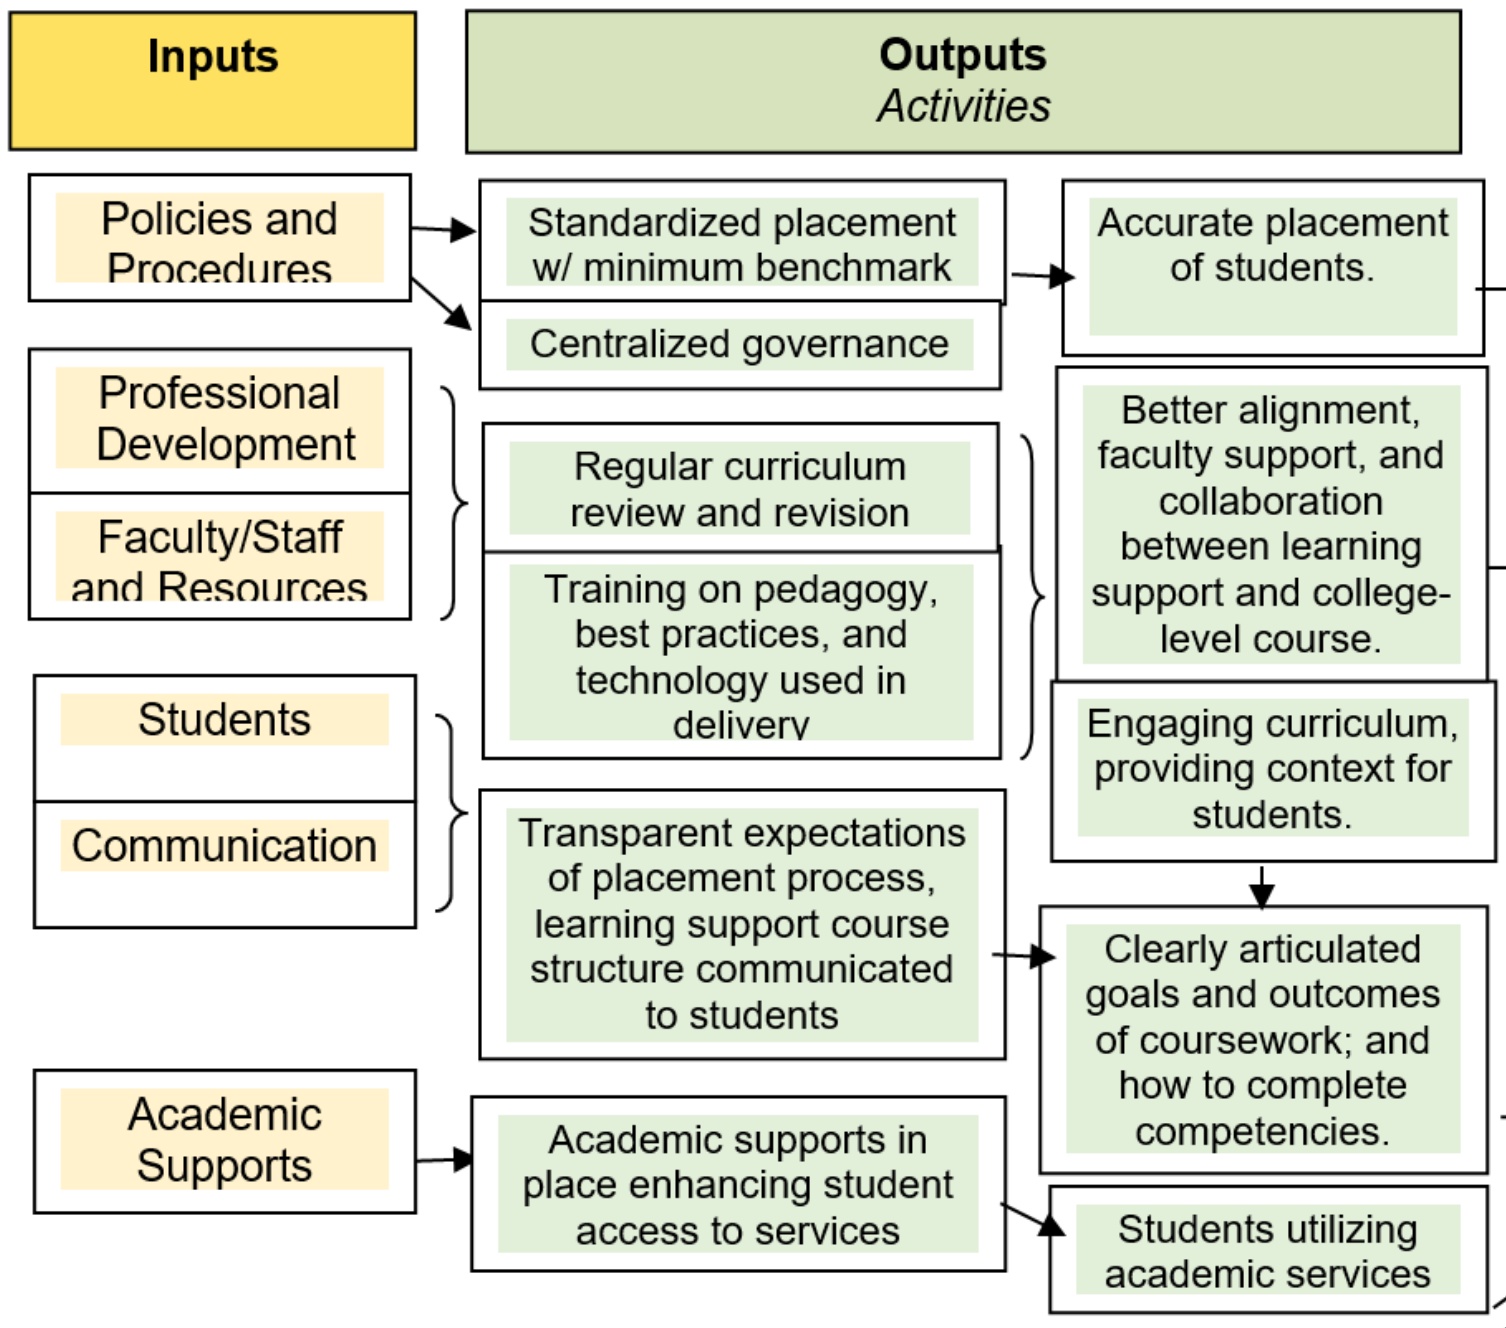 Inputs
Outputs
Activities
Policies and
Procedures
Standardized placement
w/ minimum benchmark
Accurate placement
of students.
Centralized governance
Professional
Development
Faculty/Staff
and Resources
Regular curriculum
review and revision
Training on pedagogy,
best practices, and
technology used in
delivery
Better alignment,
faculty support, and
collaboration
between learning
support and college-
level course.
Engaging curriculum,
providing context for
students.
Students
Communication
Transparent expectations
of placement process,
learning support course
structure communicated
to students
Clearly articulated
goals and outcomes
of coursework; and
how to complete
competencies.
Academic
Supports
Academic supports in
place enhancing student
access to services
Students utilizing
academic services